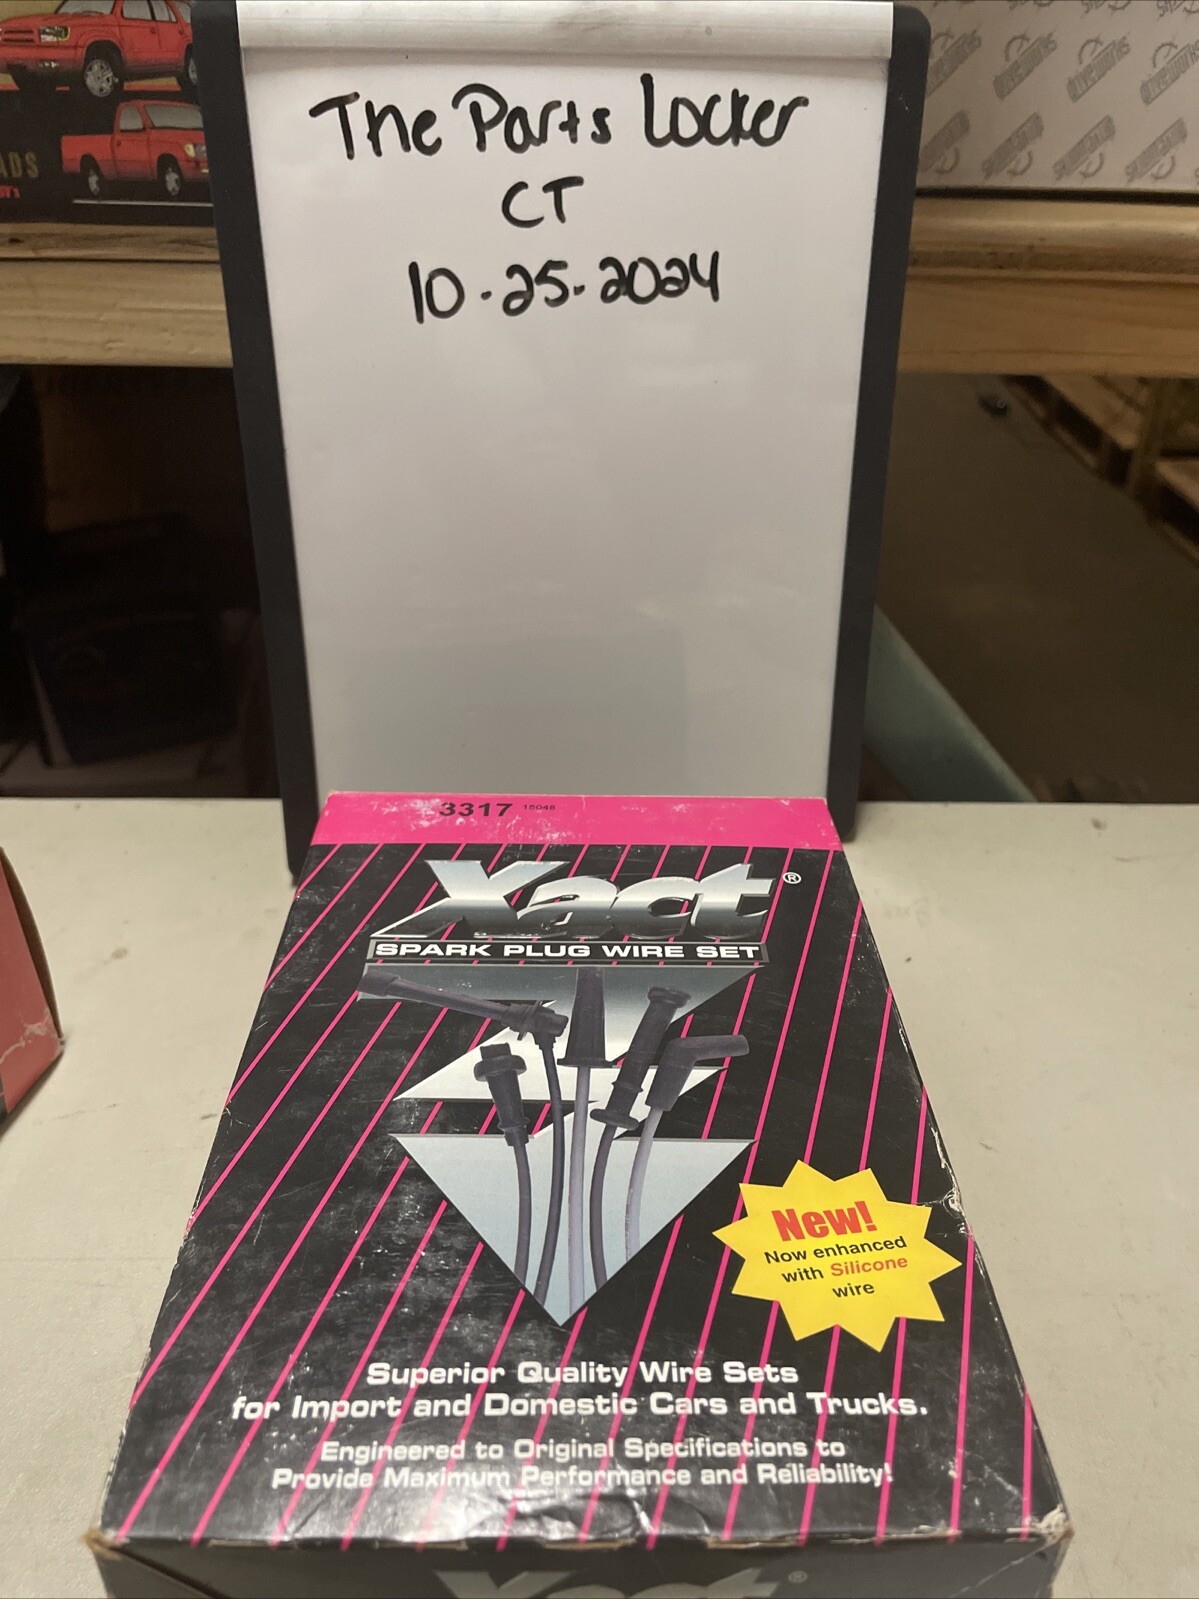 The Parts Locker
CT
10-25-2024
ADS
3317 15048
Xact®
SPARK PLUG WIRE SET
New!
Now enhanced
with Silicone
wire
Superior Quality Wire Sets
for Import and Domestic Cars and Trucks.
Engineered to Original Specifications to
Provide Maximum Performance and Reliability!
Xact®